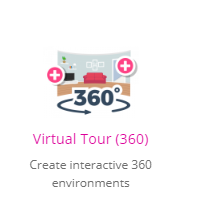 360°
Virtual Tour (360)
Create interactive 360
environments